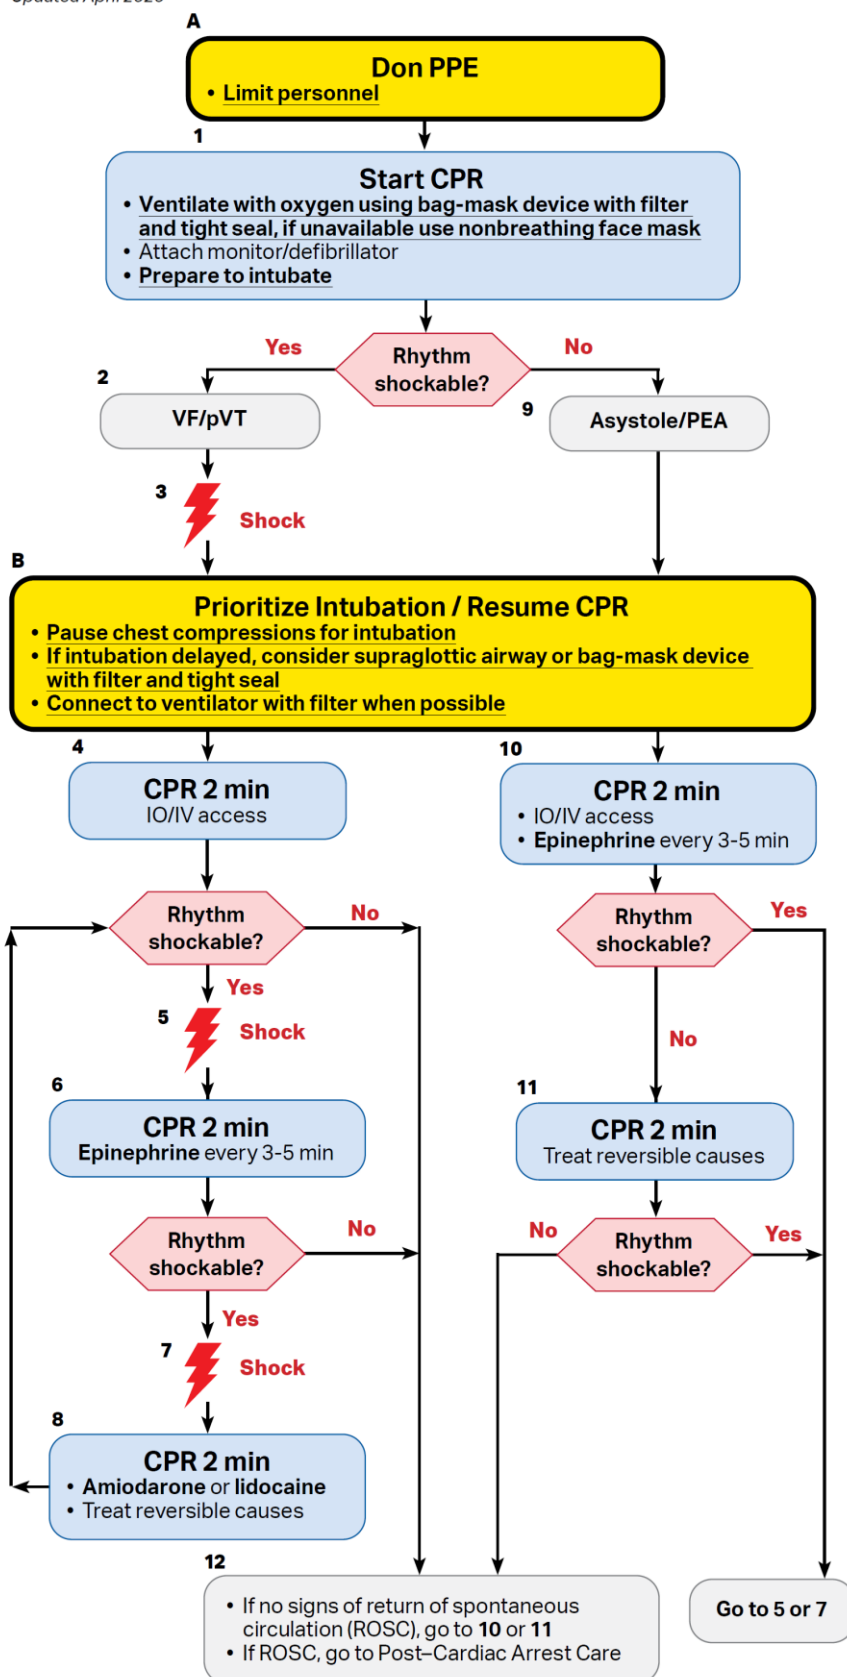 Updated April 2020
A
Don PPE
• Limit personnel
1
Start CPR
• Ventilate with oxygen using bag-mask device with filter
and tight seal, if unavailable use nonbreathing face mask
• Attach monitor/defibrillator
• Prepare to intubate
Rhythm
shockable?
Yes
No
2
VF/pVT
9
Asystole/PEA
3
Shock
B
Prioritize Intubation / Resume CPR
• Pause chest compressions for intubation
• If intubation delayed, consider supraglottic airway or bag-mask device
with filter and tight seal
• Connect to ventilator with filter when possible
4
CPR 2 min
IO/IV access
10
CPR 2 min
• IO/IV access
• Epinephrine every 3-5 min
Rhythm
shockable?
No
Yes
Rhythm
shockable?
Yes
No
5
Shock
6
CPR 2 min
Epinephrine every 3-5 min
11
CPR 2 min
Treat reversible causes
Rhythm
shockable?
No
Yes
Rhythm
shockable?
No
Yes
7
Shock
8
CPR 2 min
• Amiodarone or lidocaine
• Treat reversible causes
12
• If no signs of return of spontaneous
circulation (ROSC), go to 10 or 11
• If ROSC, go to Post–Cardiac Arrest Care
Go to 5 or 7